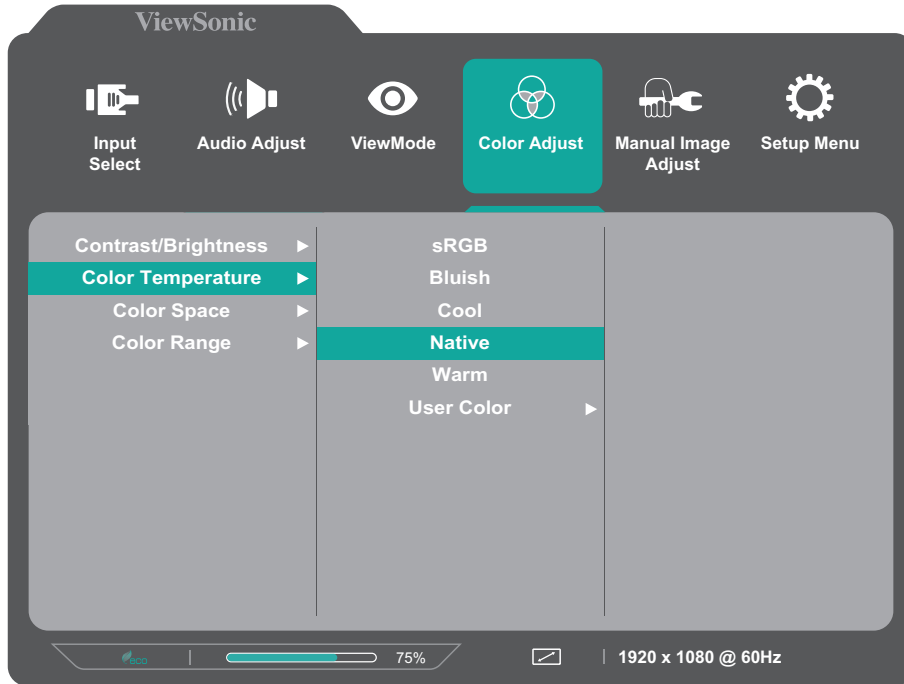 ViewSonic
Input Select
Audio Adjust
ViewMode
Color Adjust
Manual Image Adjust
Setup Menu
Contrast/Brightness
Color Temperature
Color Space
Color Range
sRGB
Bluish
Cool
Native
Warm
User Color
eco
75%
1920 x 1080 @ 60Hz